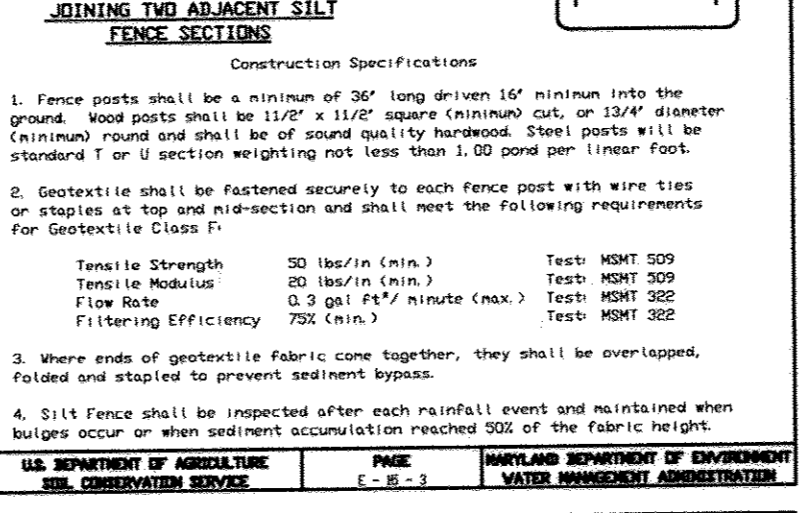 JOINING TWO ADJACENT SILT
FENCE SECTIONS
Construction Specifications
1. Fence posts shall be a minimum of 36' long driven 16' minimum into the
ground. Wood posts shall be 11/2' x 11/2' square (minimum) cut, or 13/4' diameter
(minimum) round and shall be of sound quality hardwood. Steel posts will be
standard T or U section weighting not less than 1.00 pond per linear foot.
2. Geotextile shall be fastened securely to each fence post with wire ties
or staples at top and mid-section and shall meet the following requirements
for Geotextile Class F:
Tensile Strength 50 lbs/in (min.) Test: MSMT 509
Tensile Modulus 20 lbs/in (min.) Test: MSMT 509
Flow Rate 0.3 gal ft*/ minute (max.) Test: MSMT 322
Filtering Efficiency 75% (min.) Test: MSMT 322
3. Where ends of geotextile fabric come together, they shall be overlapped,
folded and stapled to prevent sediment bypass.
4. Silt Fence shall be inspected after each rainfall event and maintained when
bulges occur or when sediment accumulation reached 50% of the fabric height.
U.S. DEPARTMENT OF AGRICULTURE PAGE MARYLAND DEPARTMENT OF ENVIRONMENT
SOIL CONSERVATION SERVICE E - 15 - 3 WATER MANAGEMENT ADMINISTRATION